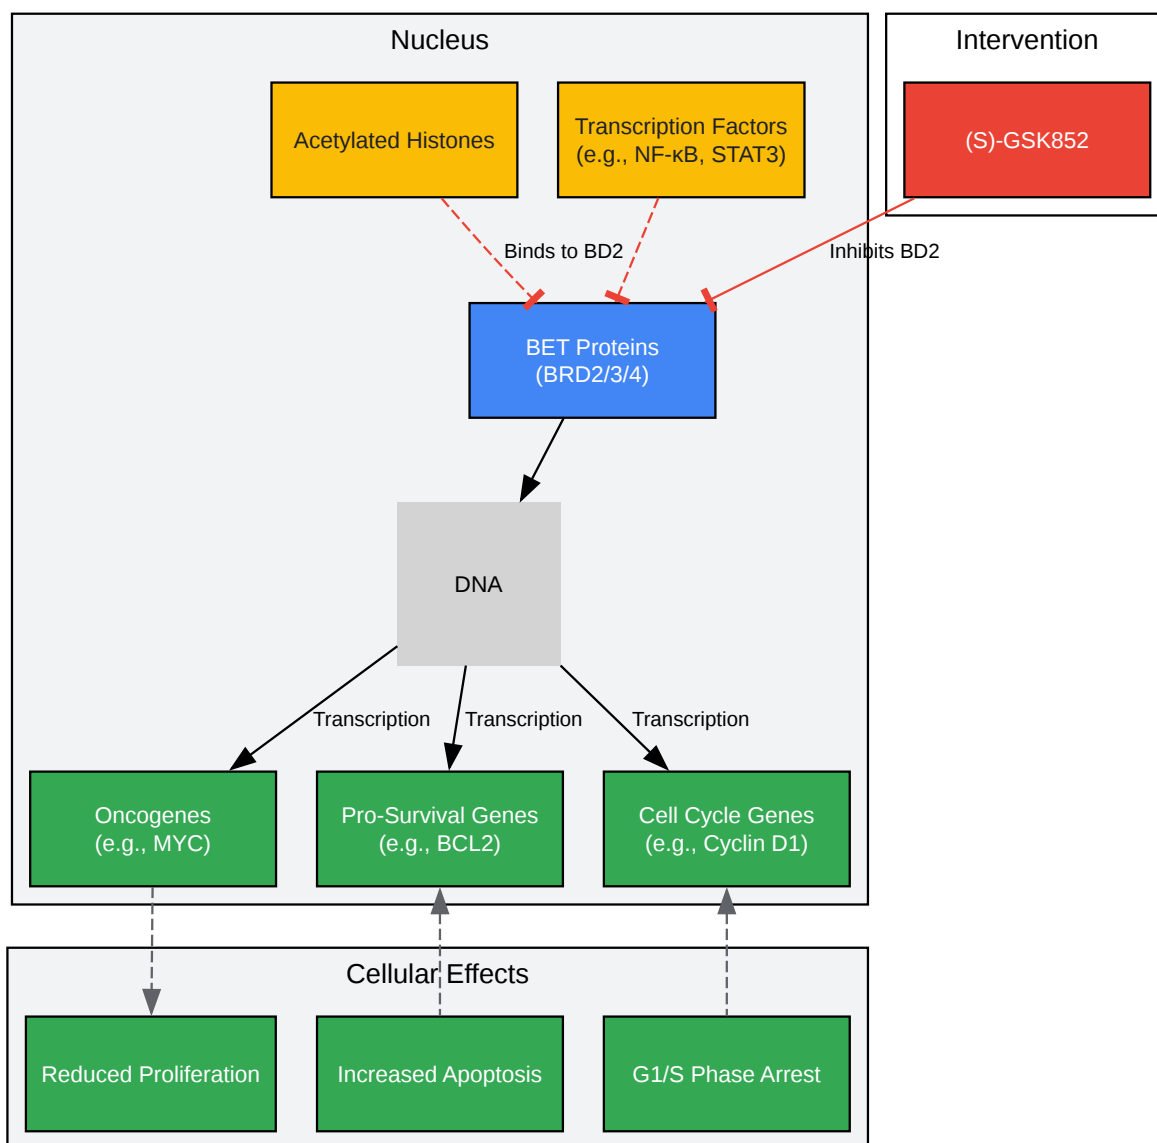 Nucleus
Intervention
Acetylated Histones
Transcription Factors
(e.g., NF-κB, STAT3)
(S)-GSK852
Binds to BD2
Inhibits BD2
BET Proteins
(BRD2/3/4)
DNA
Transcription
Transcription
Transcription
Oncogenes
(e.g., MYC)
Pro-Survival Genes
(e.g., BCL2)
Cell Cycle Genes
(e.g., Cyclin D1)
Cellular Effects
Reduced Proliferation
Increased Apoptosis
G1/S Phase Arrest